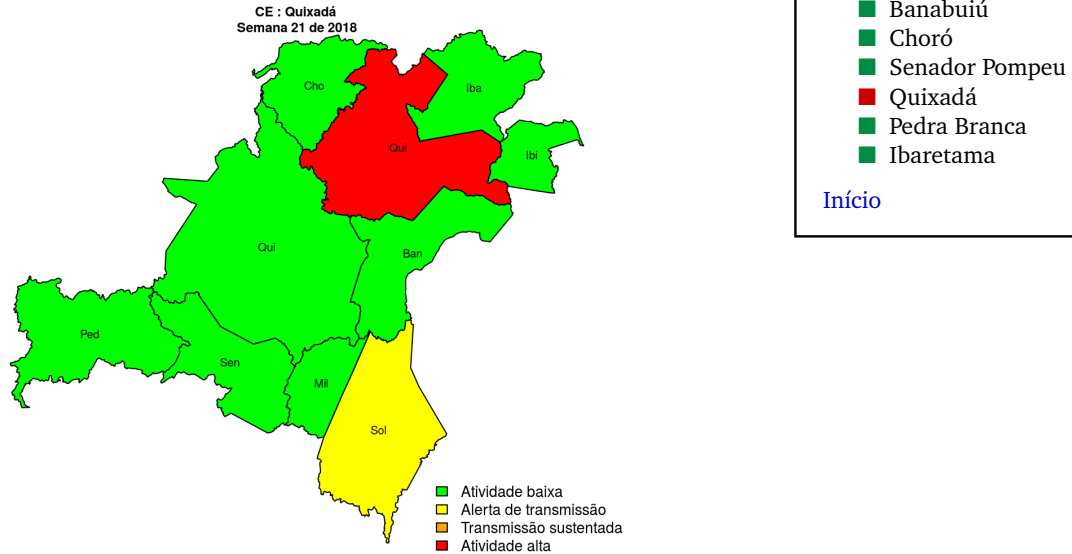 CE : Quixadá
Semana 21 de 2018
Cho
Iba
Qui
Ibi
Qui
Ban
Ped
Sen
Mil
Sol
Atividade baixa
Alerta de transmissão
Transmissão sustentada
Atividade alta
Banabuiú
Choró
Senador Pompeu
Quixadá
Pedra Branca
Ibaretama
Início